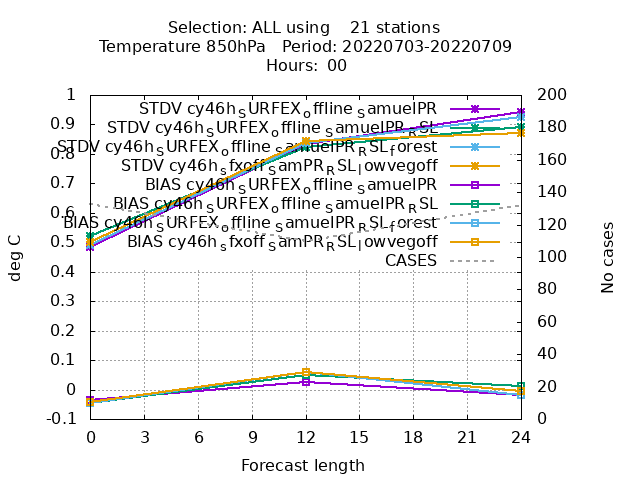 Selection: ALL using 21 stations
Temperature 850hPa Period: 20220703-20220709
Hours: 00
deg C
No cases
1
0.9
0.8
0.7
0.6
0.5
0.4
0.3
0.2
0.1
0
-0.1
200
180
160
140
120
100
80
60
40
20
0
STDV cy46h_SURFEX_offline_SamuelPR
STDV cy46h_SURFEX_offline_SamuelPR_RSL
STDV cy46h_SURFEX_offline_SamuelPR_RSL_forest
STDV cy46h_sfxoff_SamPR_RSL_lowvegoff
BIAS cy46h_SURFEX_offline_SamuelPR
BIAS cy46h_SURFEX_offline_SamuelPR_RSL
BIAS cy46h_SURFEX_offline_SamuelPR_RSL_forest
BIAS cy46h_sfxoff_SamPR_RSL_lowvegoff
CASES
0 3 6 9 12 15 18 21 24
Forecast length